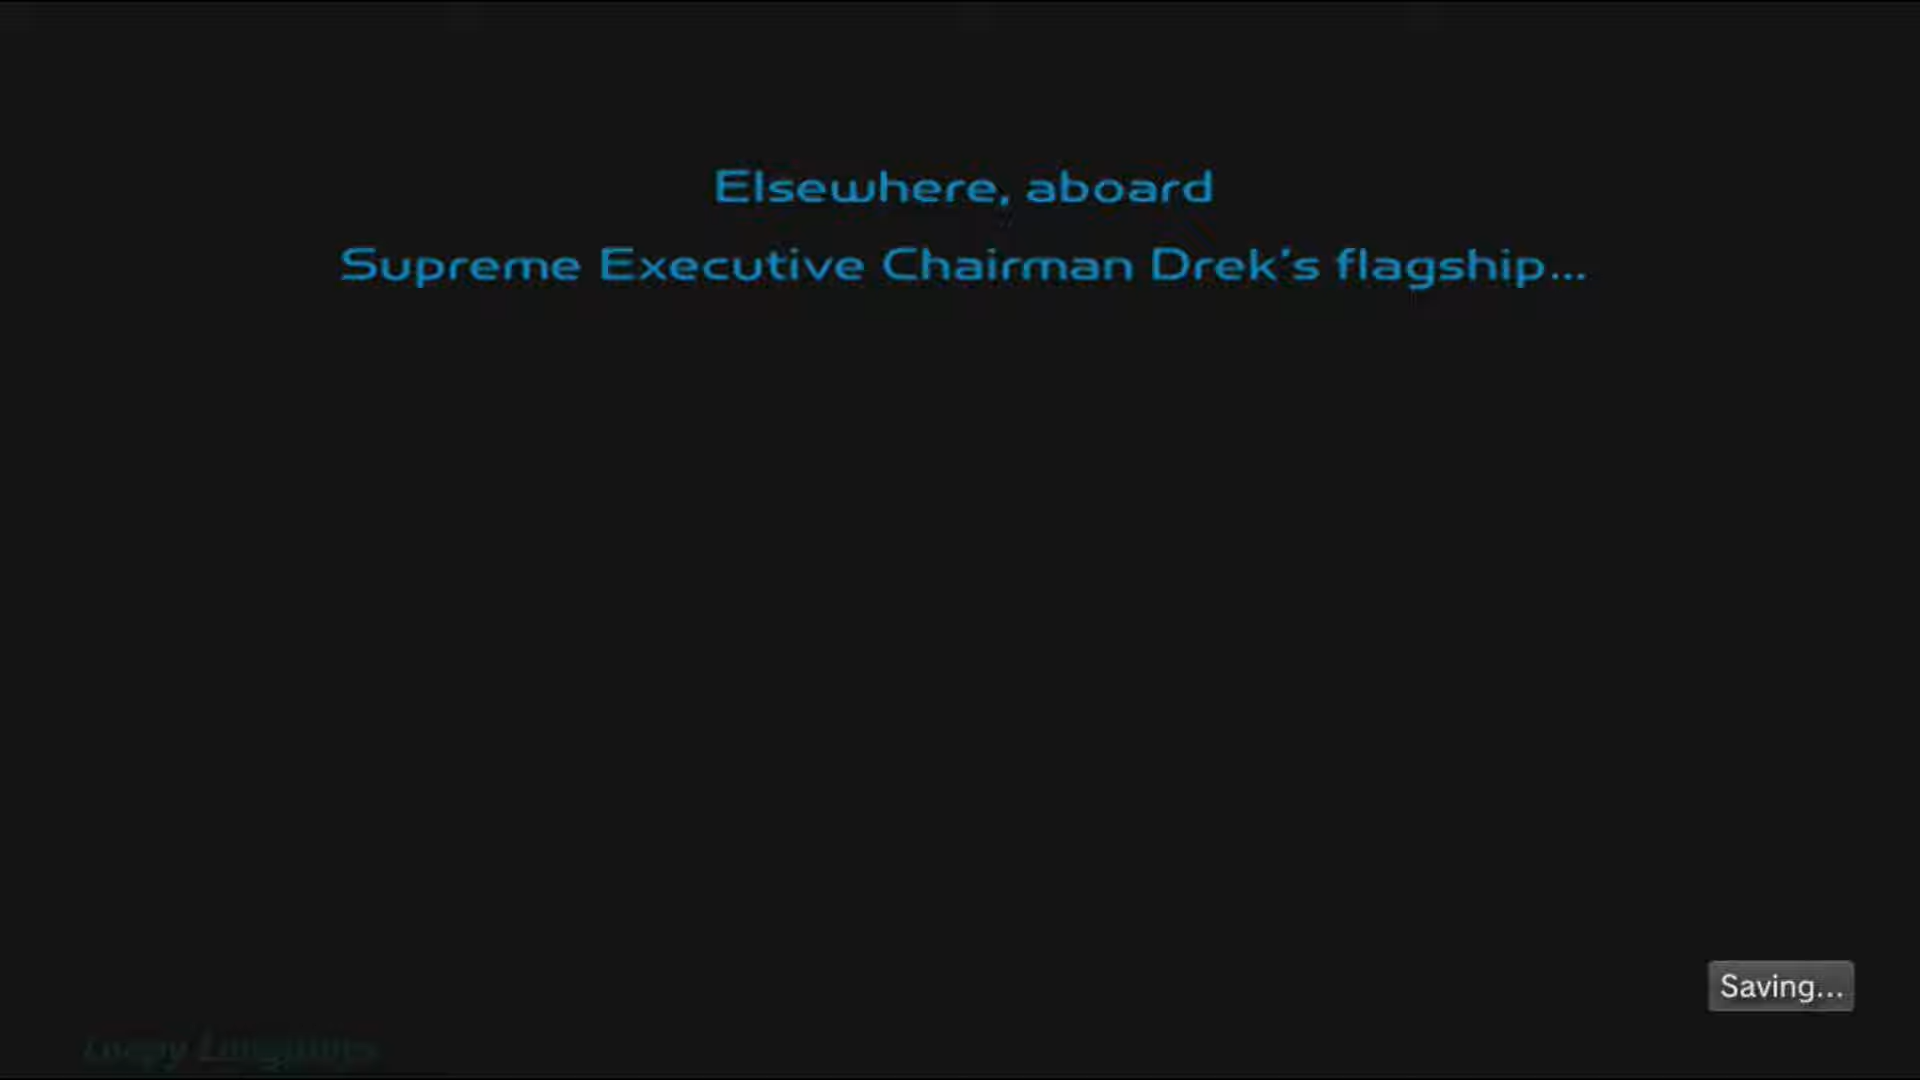 Elsewhere, aboard
Supreme Executive Chairman Drek's flagship...
Saving...